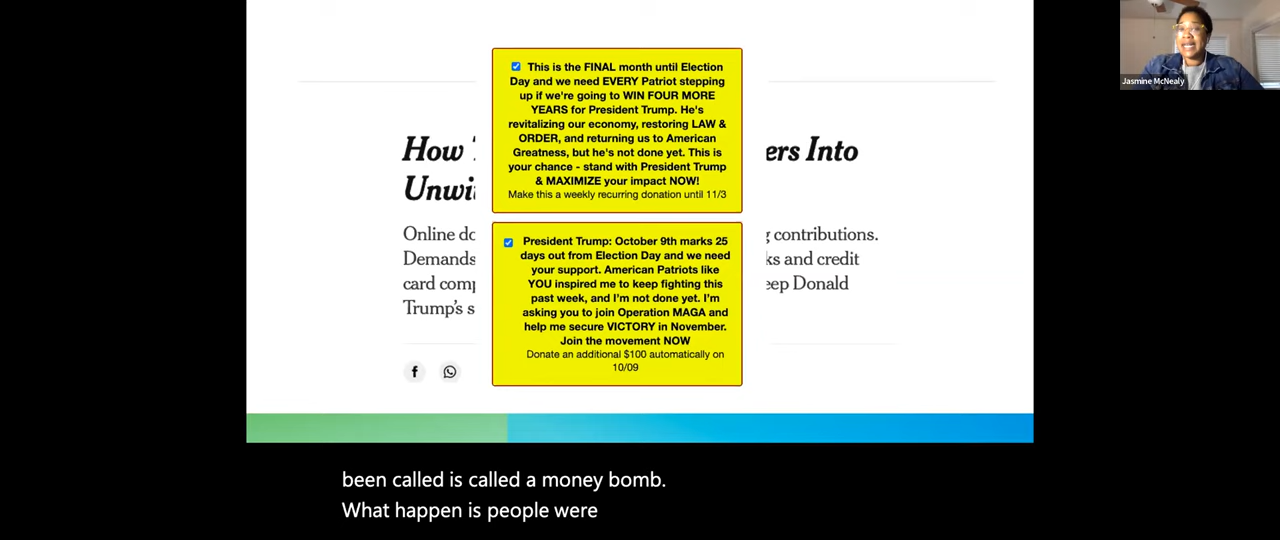 Jasmine McNealy
This is the FINAL month until Election
Day and we need EVERY Patriot stepping
up if we're going to WIN FOUR MORE
YEARS for President Trump. He's
revitalizing our economy, restoring LAW &
ORDER, and returning us to American
Greatness, but he's not done yet. This is
your chance - stand with President Trump
& MAXIMIZE your impact NOW!
Make this a weekly recurring donation until 11/3
President Trump: October 9th marks 25
days out from Election Day and we need
your support. American Patriots like
YOU inspired me to keep fighting this
past week, and I'm not done yet. I'm
asking you to join Operation MAGA and
help me secure VICTORY in November.
Join the movement NOW
Donate an additional $100 automatically on
10/09
How ers Into
Unwi
Online do contributions.
Demands ks and credit
card com eep Donald
Trump's s
been called is called a money bomb.
What happen is people were